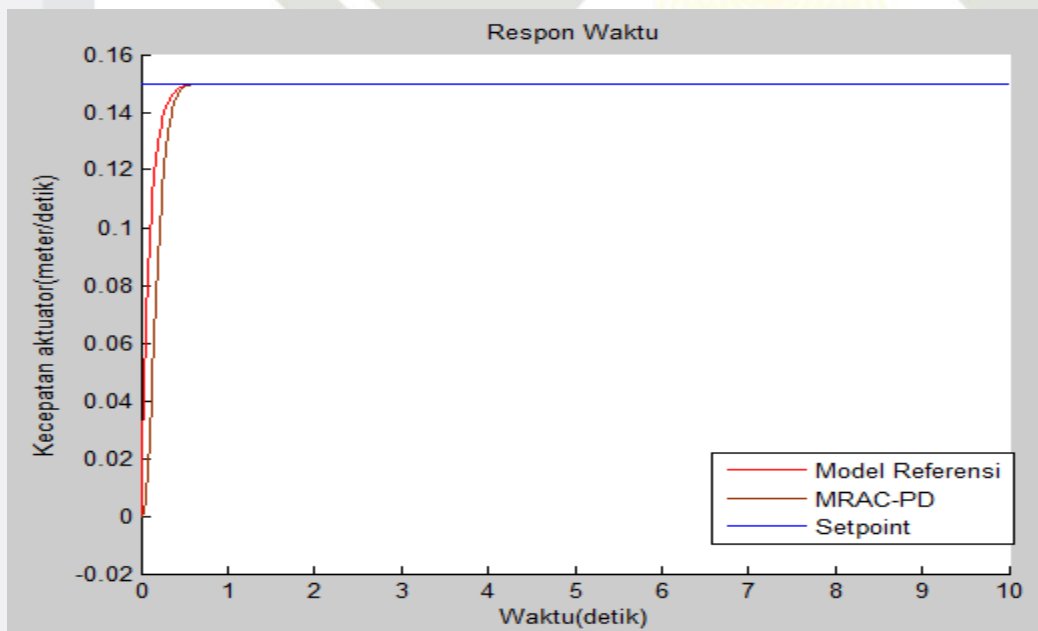 Respon Waktu
0.16
0.14
0.12
0.1
0.08
0.06
0.04
0.02
0
-0.02
Kecepatan aktuator(meter/detik)
Model Referensi
MRAC-PD
Setpoint
0 1 2 3 4 5 6 7 8 9 10
Waktu(detik)